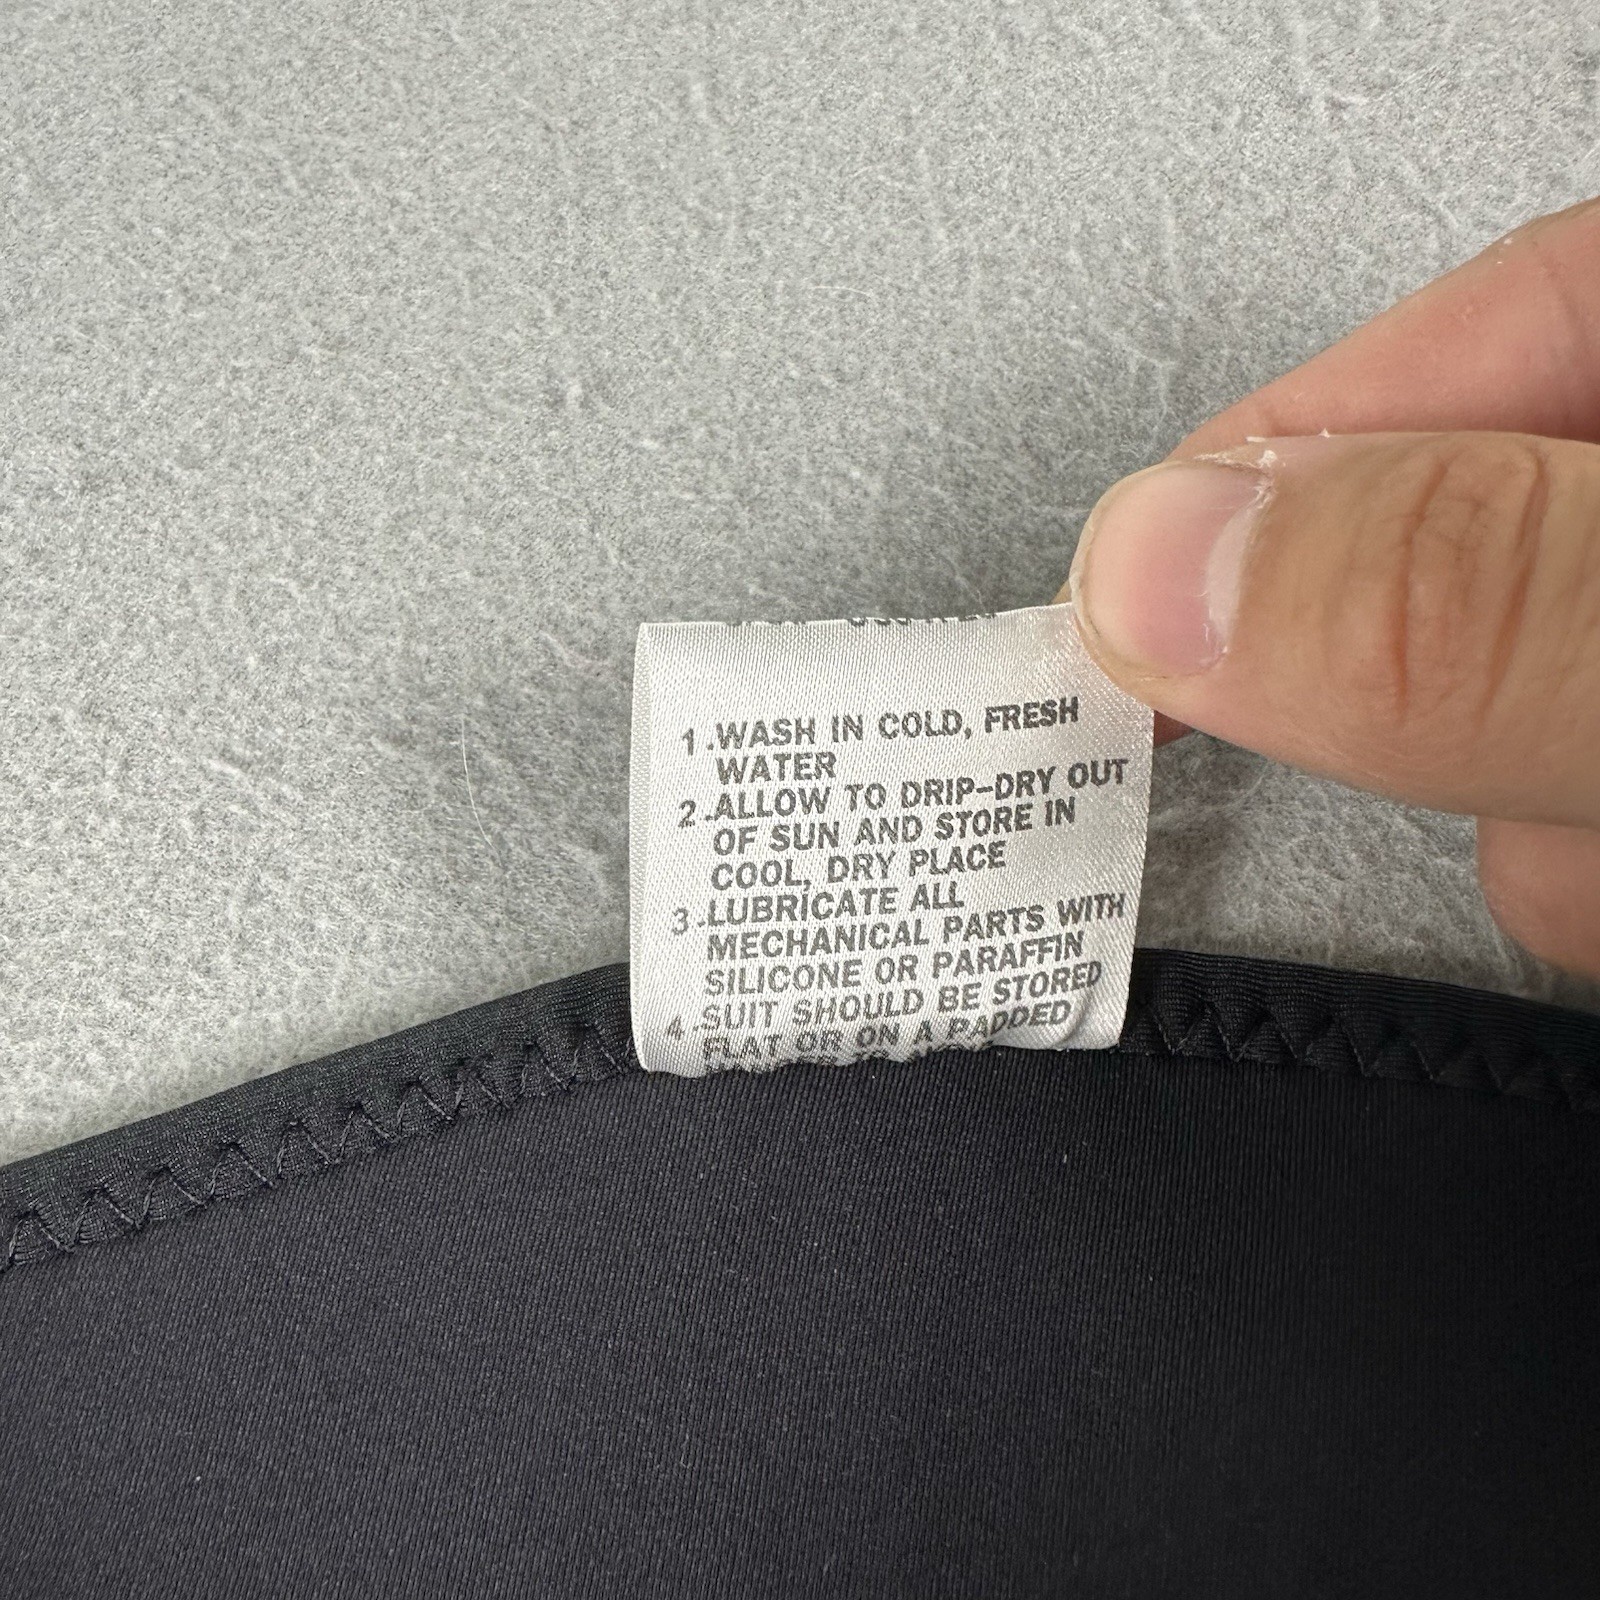 1.WASH IN COLD, FRESH
WATER
2.ALLOW TO DRIP-DRY OUT
OF SUN AND STORE IN
COOL, DRY PLACE
3.LUBRICATE ALL
MECHANICAL PARTS WITH
SILICONE OR PARAFFIN
4.SUIT SHOULD BE STORED
FLAT OR ON A PADDED